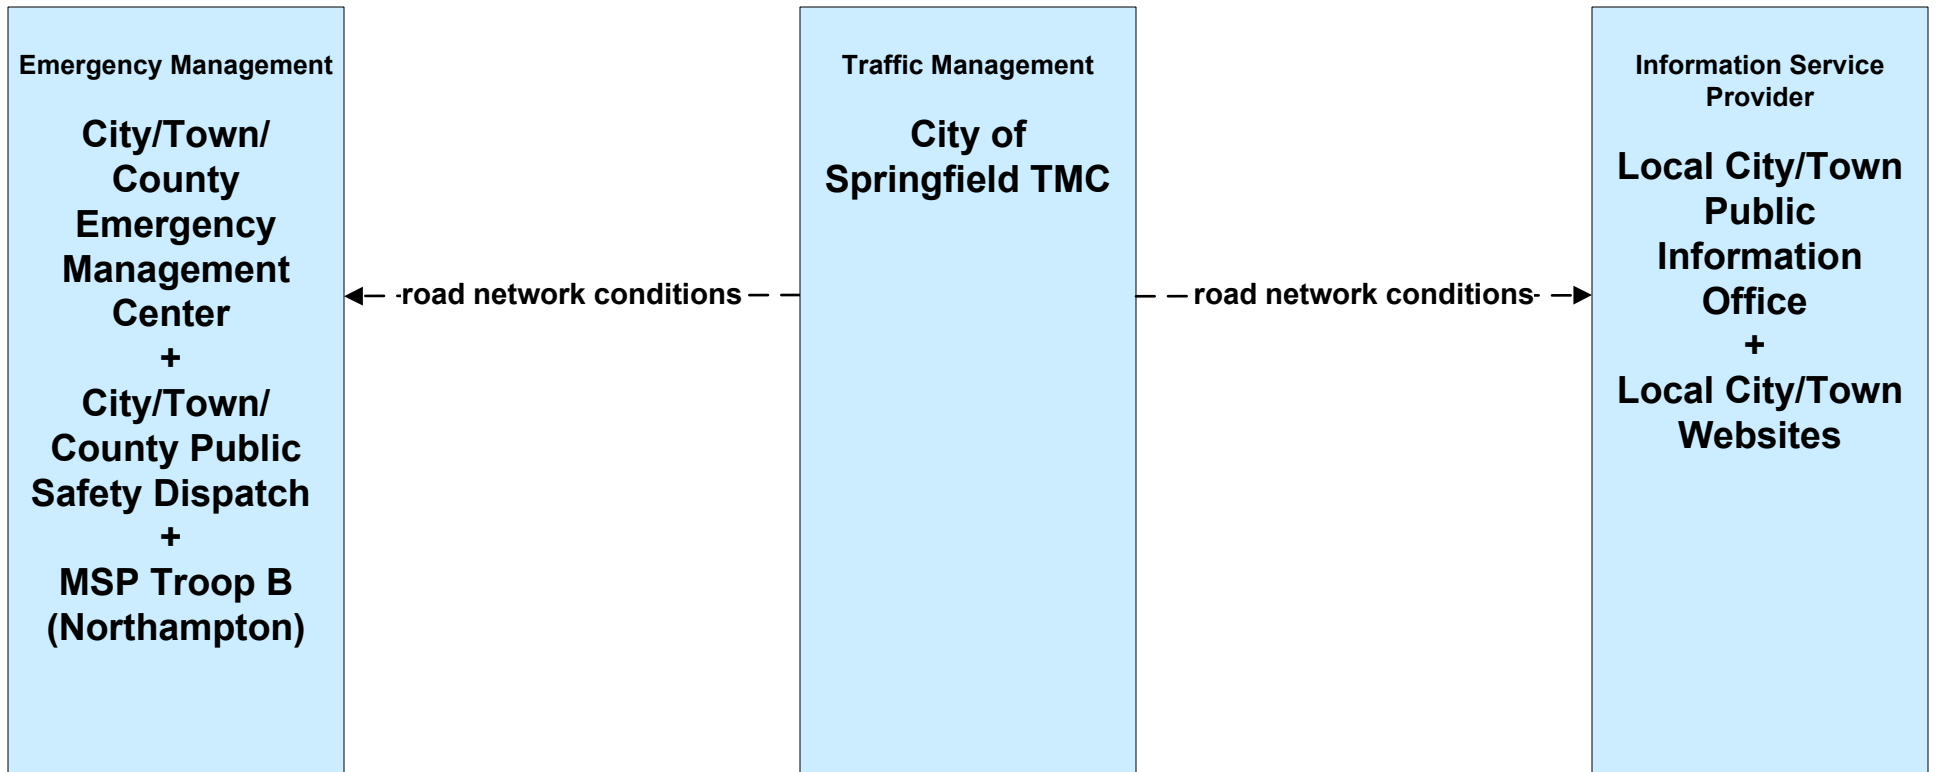 Emergency Management
City/Town/
County
Emergency
Management
Center
+
City/Town/
County Public
Safety Dispatch
+
MSP Troop B
(Northampton)
road network conditions
Traffic Management
City of
Springfield TMC
road network conditions
Information Service
Provider
Local City/Town
Public
Information
Office
+
Local City/Town
Websites